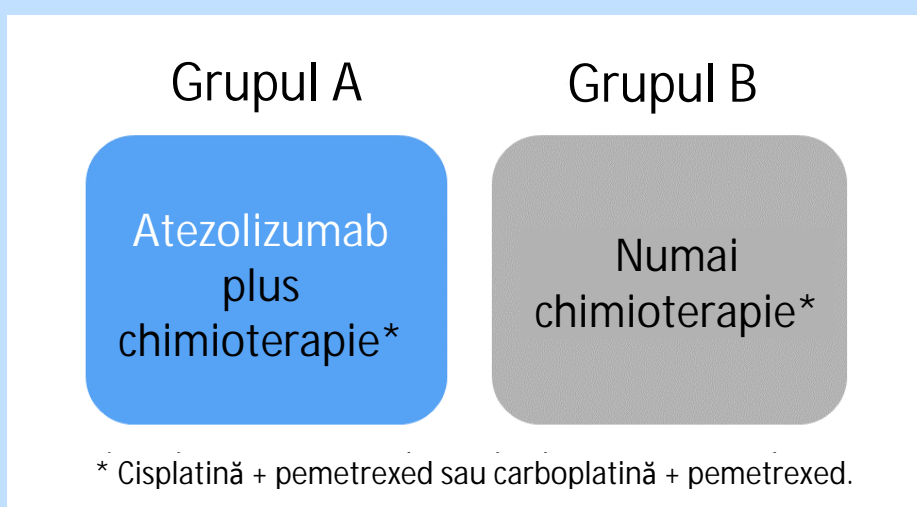 Grupul A
Grupul B
Atezolizumab
plus
chimioterapie*
Numai
chimioterapie*
* Cisplatină + pemetrexed sau carboplatină + pemetrexed.